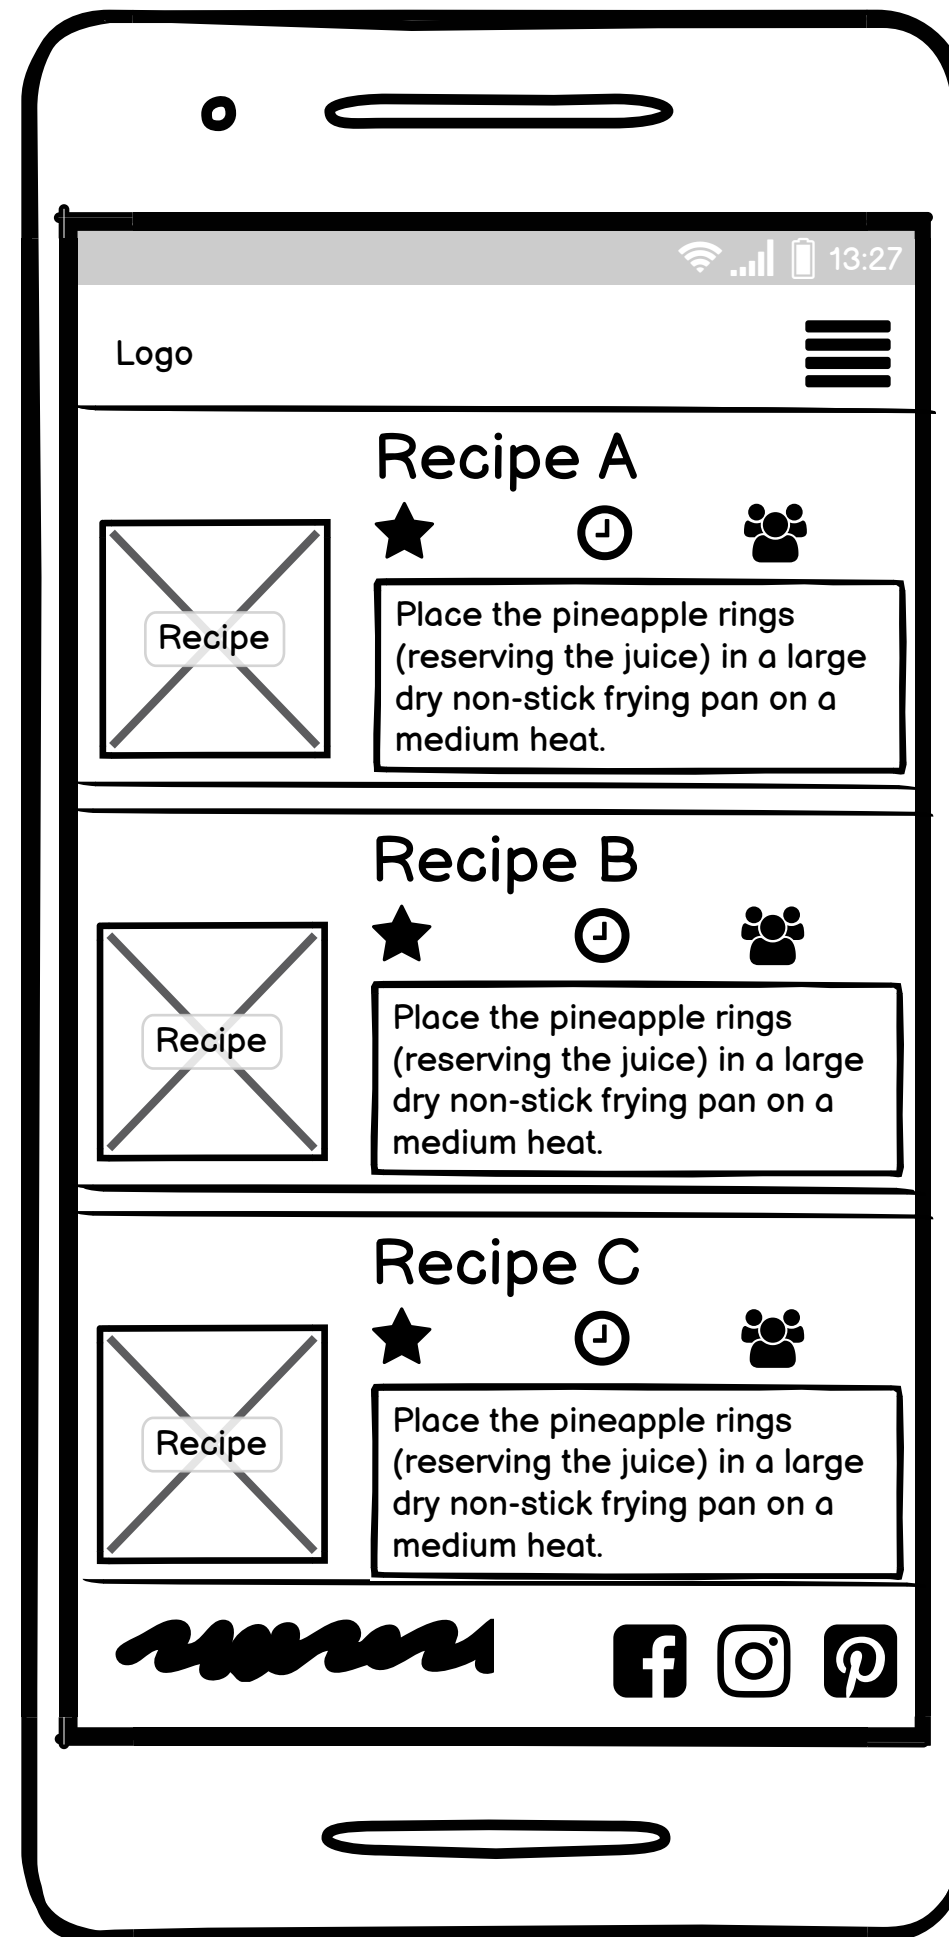 13:27
Logo
Recipe A
Recipe
Place the pineapple rings
(reserving the juice) in a large
dry non-stick frying pan on a
medium heat.
Recipe B
Recipe
Place the pineapple rings
(reserving the juice) in a large
dry non-stick frying pan on a
medium heat.
Recipe C
Recipe
Place the pineapple rings
(reserving the juice) in a large
dry non-stick frying pan on a
medium heat.